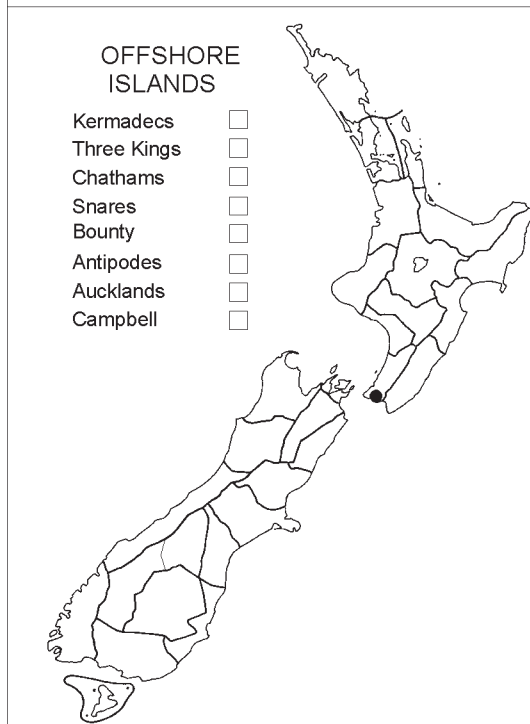 OFFSHORE
ISLANDS
Kermadecs
Three Kings
Chathams
Snares
Bounty
Antipodes
Aucklands
Campbell